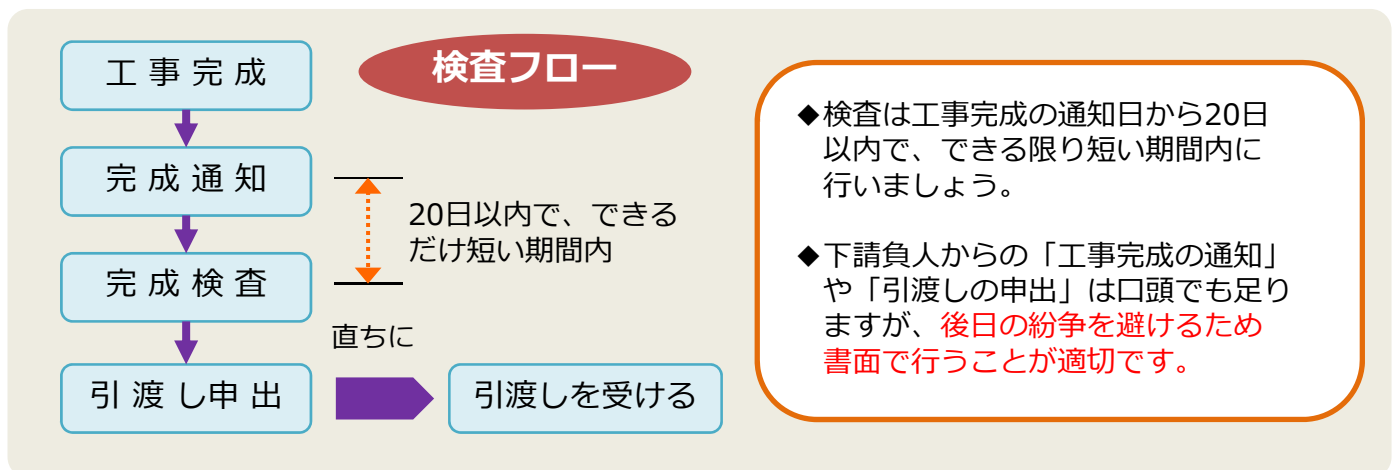 検査フロー
工 事 完 成
完 成 通 知
20日以内で、できる
だけ短い期間内
完 成 検 査
直ちに
引 渡 し申 出
引渡しを受ける
◆検査は工事完成の通知日から20日
以内で、できる限り短い期間内に
行いましょう。
◆下請負人からの「工事完成の通知」
や「引渡しの申出」は口頭でも足り
ますが、後日の紛争を避けるため
書面で行うことが適切です。